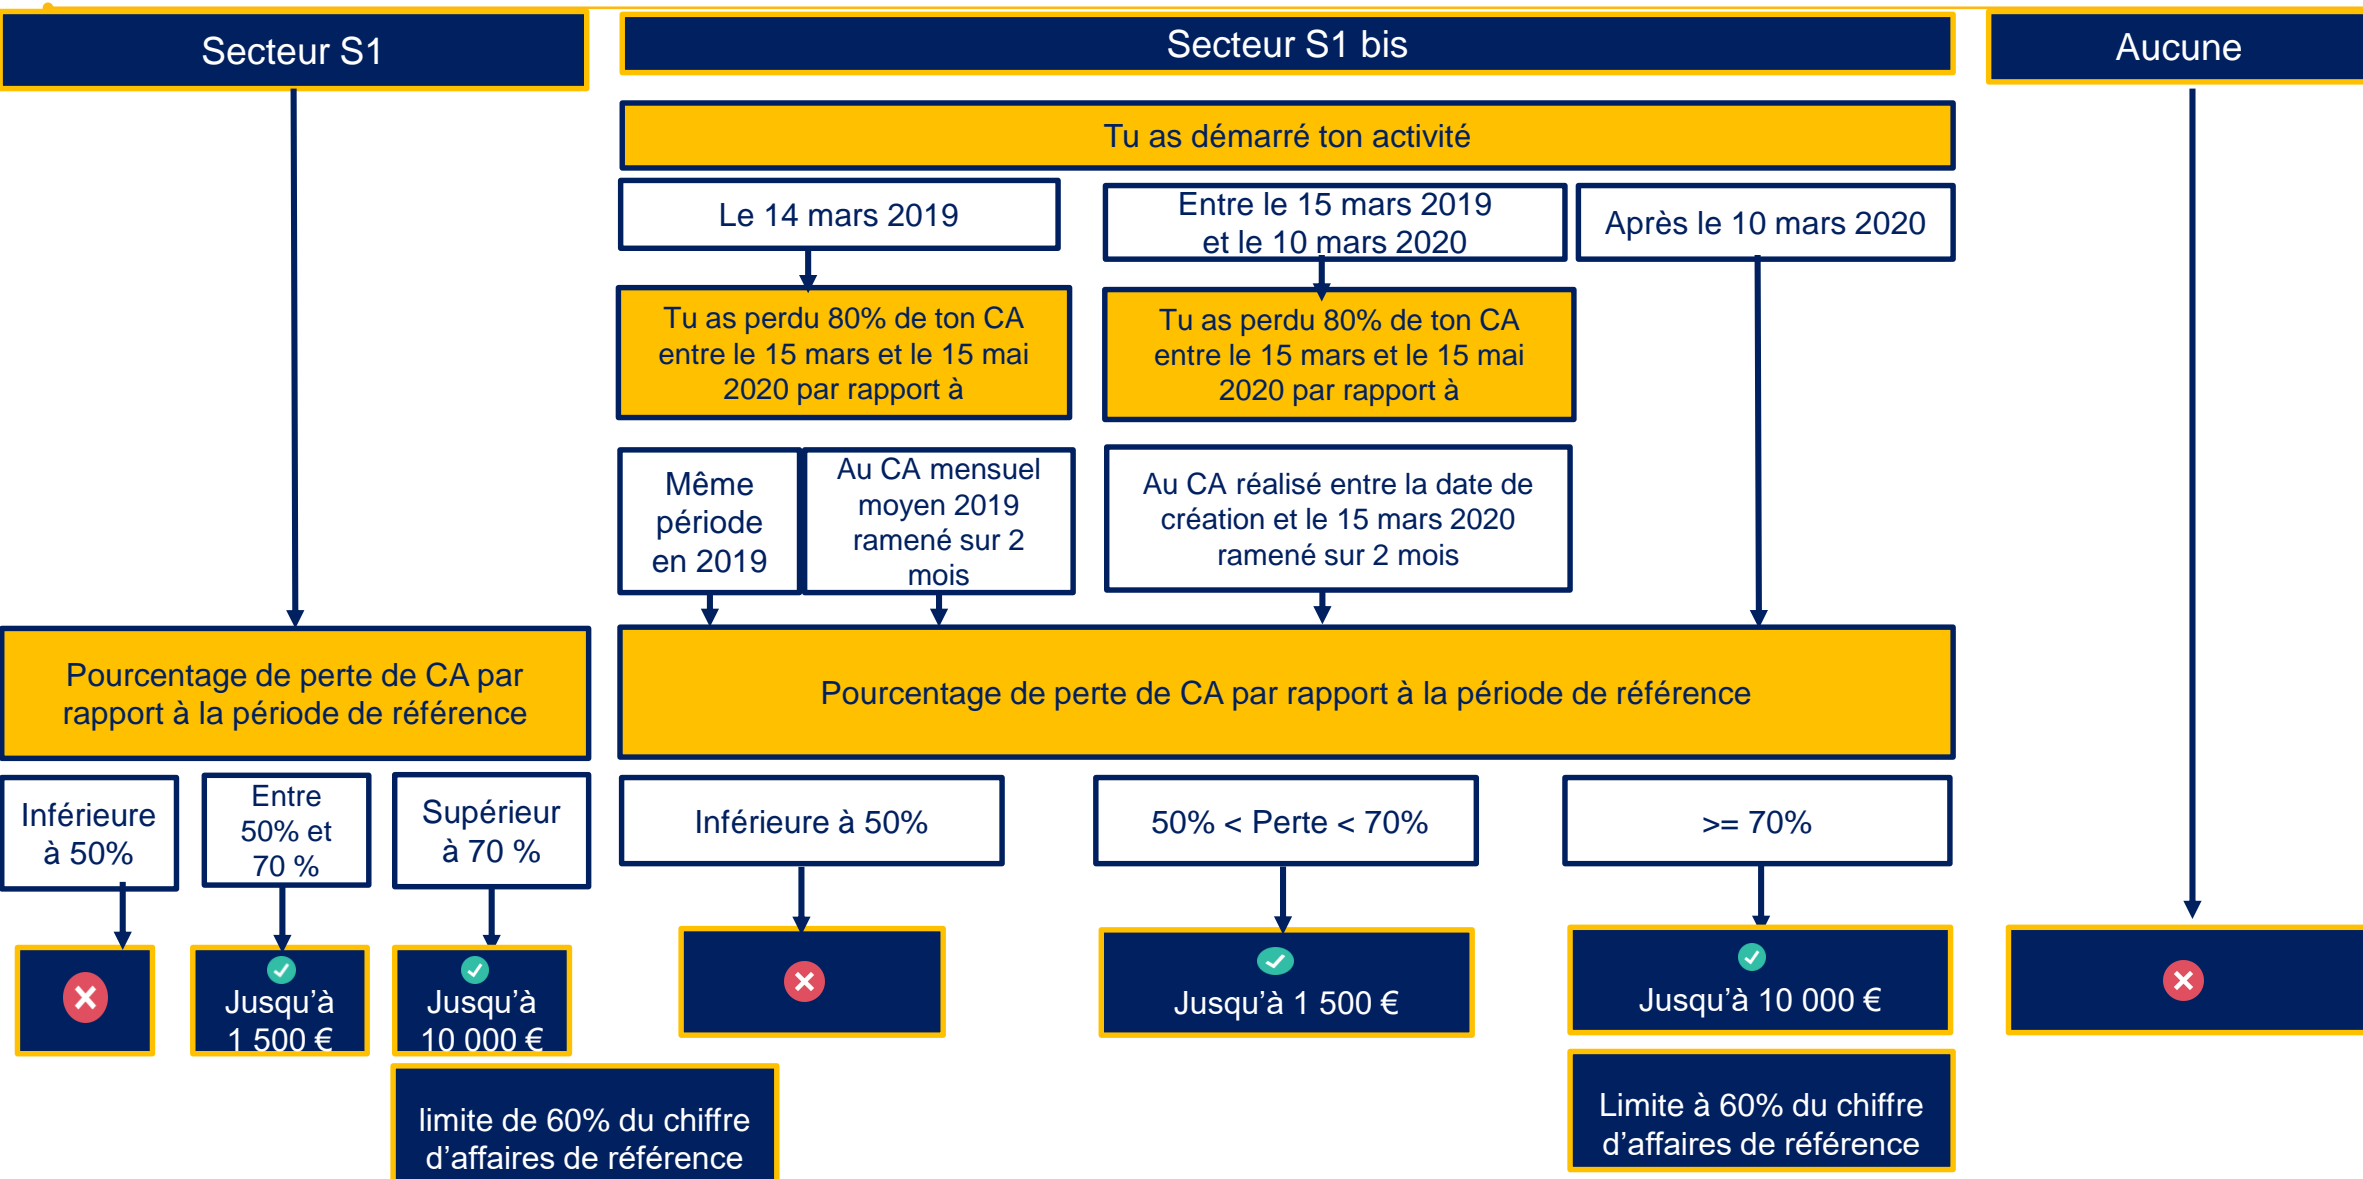 Secteur S1
Secteur S1 bis
Aucune
Tu as démarré ton activité
Le 14 mars 2019
Entre le 15 mars 2019
et le 10 mars 2020
Après le 10 mars 2020
Tu as perdu 80% de ton CA
entre le 15 mars et le 15 mai
2020 par rapport à
Tu as perdu 80% de ton CA
entre le 15 mars et le 15 mai
2020 par rapport à
Même
période
en 2019
Au CA mensuel
moyen 2019
ramené sur 2
mois
Au CA réalisé entre la date de
création et le 15 mars 2020
ramené sur 2 mois
Pourcentage de perte de CA par
rapport à la période de référence
Pourcentage de perte de CA par rapport à la période de référence
Inférieure
à 50%
Entre
50% et
70 %
Supérieur
à 70 %
Inférieure à 50%
50% < Perte < 70%
>= 70%
Jusqu’à
1 500 €
Jusqu’à
10 000 €
Jusqu’à 1 500 €
Jusqu’à 10 000 €
limite de 60% du chiffre
d’affaires de référence
Limite à 60% du chiffre
d’affaires de référence